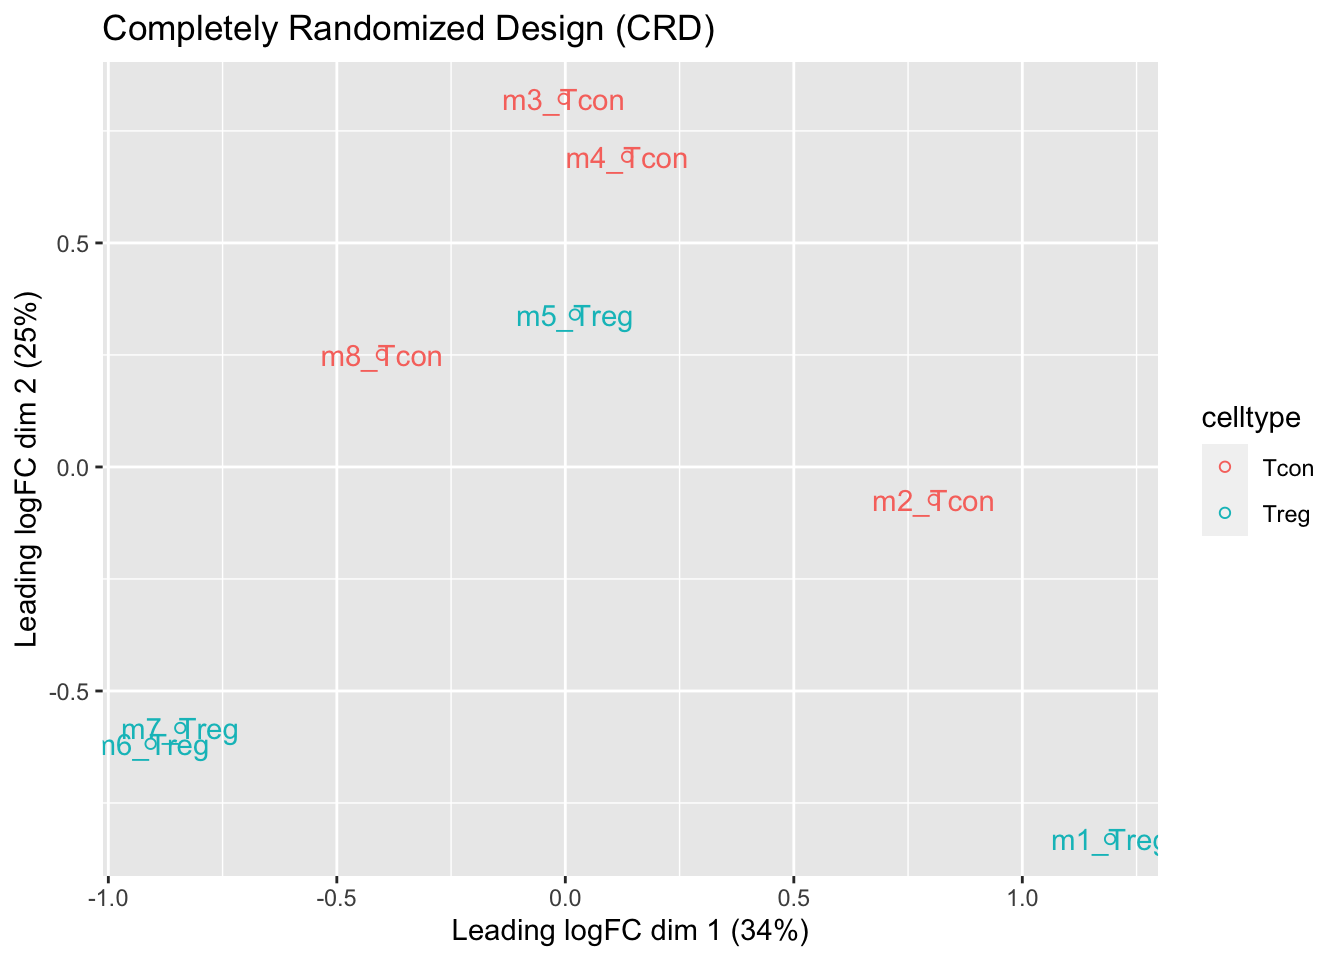 Completely Randomized Design (CRD)
m3_Tcon
m4_Tcon
0.5
m5_Treg
m8_Tcon
Leading logFC dim 2 (25%)
celltype
Tcon
Treg
0.0
m2_Tcon
-0.5
m7_Treg
m6_Treg
m1_Treg
-1.0
-0.5
0.0
0.5
1.0
Leading logFC dim 1 (34%)